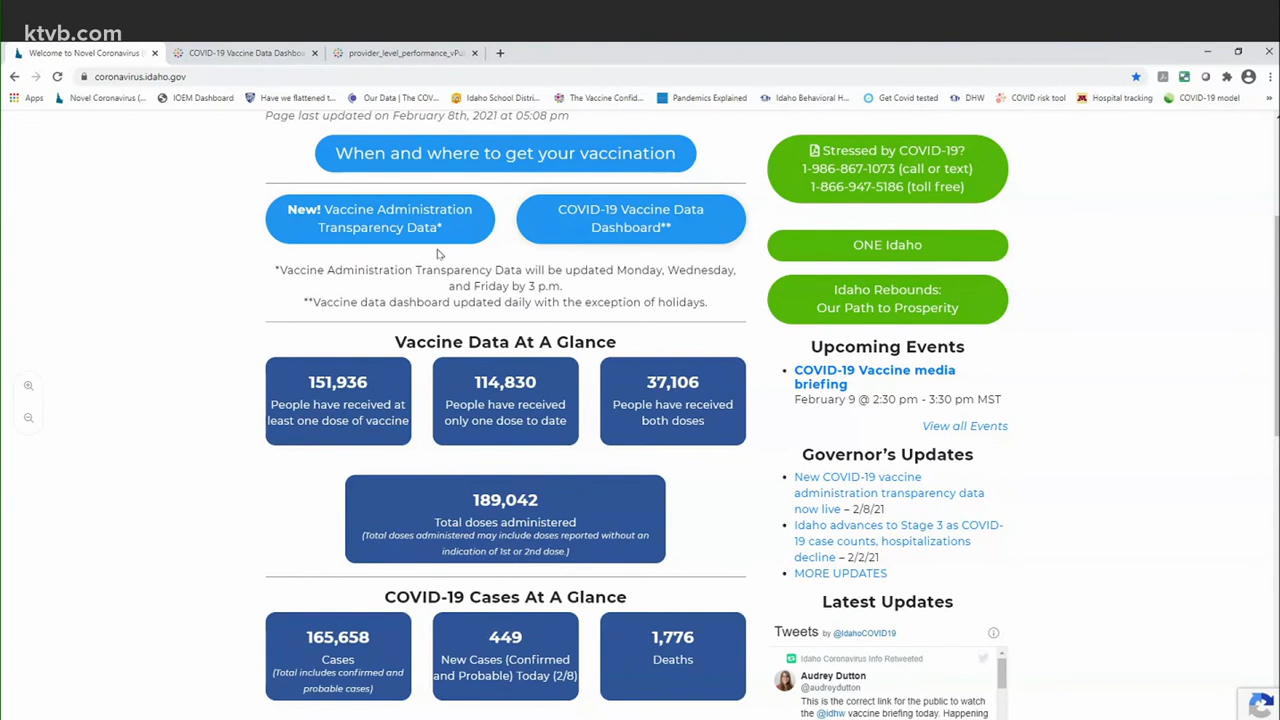 ktvb.com
Welcome to Novel Coronavirus (
COVID-19 Vaccine Data Dashbo
provider_level_performance_vPu
coronavirus.idaho.gov
Apps
Novel Coronavirus (...
IOEM Dashboard
Have we flattened t...
Our Data | The COV...
Idaho School Distri...
The Vaccine Confid...
Pandemics Explained
Idaho Behavioral H...
Get Covid tested
DHW
COVID risk tool
Hospital tracking
COVID-19 model
Page last updated on February 8th, 2021 at 05:08 pm
When and where to get your vaccination
New! Vaccine Administration
Transparency Data*
COVID-19 Vaccine Data
Dashboard**
*Vaccine Administration Transparency Data will be updated Monday, Wednesday,
and Friday by 3 p.m.
**Vaccine data dashboard updated daily with the exception of holidays.
Vaccine Data At A Glance
151,936
People have received at
least one dose of vaccine
114,830
People have received
only one dose to date
37,106
People have received
both doses
189,042
Total doses administered
(Total doses administered may include doses reported without an
indication of 1st or 2nd dose.)
COVID-19 Cases At A Glance
165,658
Cases
(Total includes confirmed and
probable cases)
449
New Cases (Confirmed
and Probable) Today (2/8)
1,776
Deaths
Stressed by COVID-19?
1-986-867-1073 (call or text)
1-866-947-5186 (toll free)
ONE Idaho
Idaho Rebounds:
Our Path to Prosperity
Upcoming Events
COVID-19 Vaccine media
briefing
February 9 @ 2:30 pm - 3:30 pm MST
View all Events
Governor's Updates
New COVID-19 vaccine
administration transparency data
now live – 2/8/21
Idaho advances to Stage 3 as COVID-
19 case counts, hospitalizations
decline – 2/2/21
MORE UPDATES
Latest Updates
Tweets by @IdahoCOVID19
Idaho Coronavirus Info Retweeted
Audrey Dutton
@audreydutton
This is the correct link for the public to watch
the @idhw vaccine briefing today. Happening